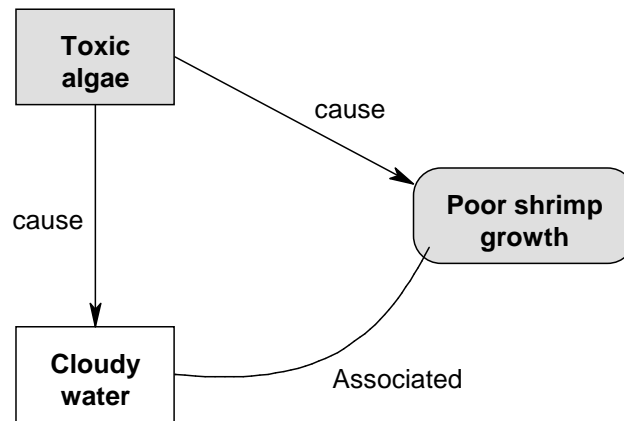 Toxic
algae
cause
Poor shrimp
growth
cause
Cloudy
water
Associated